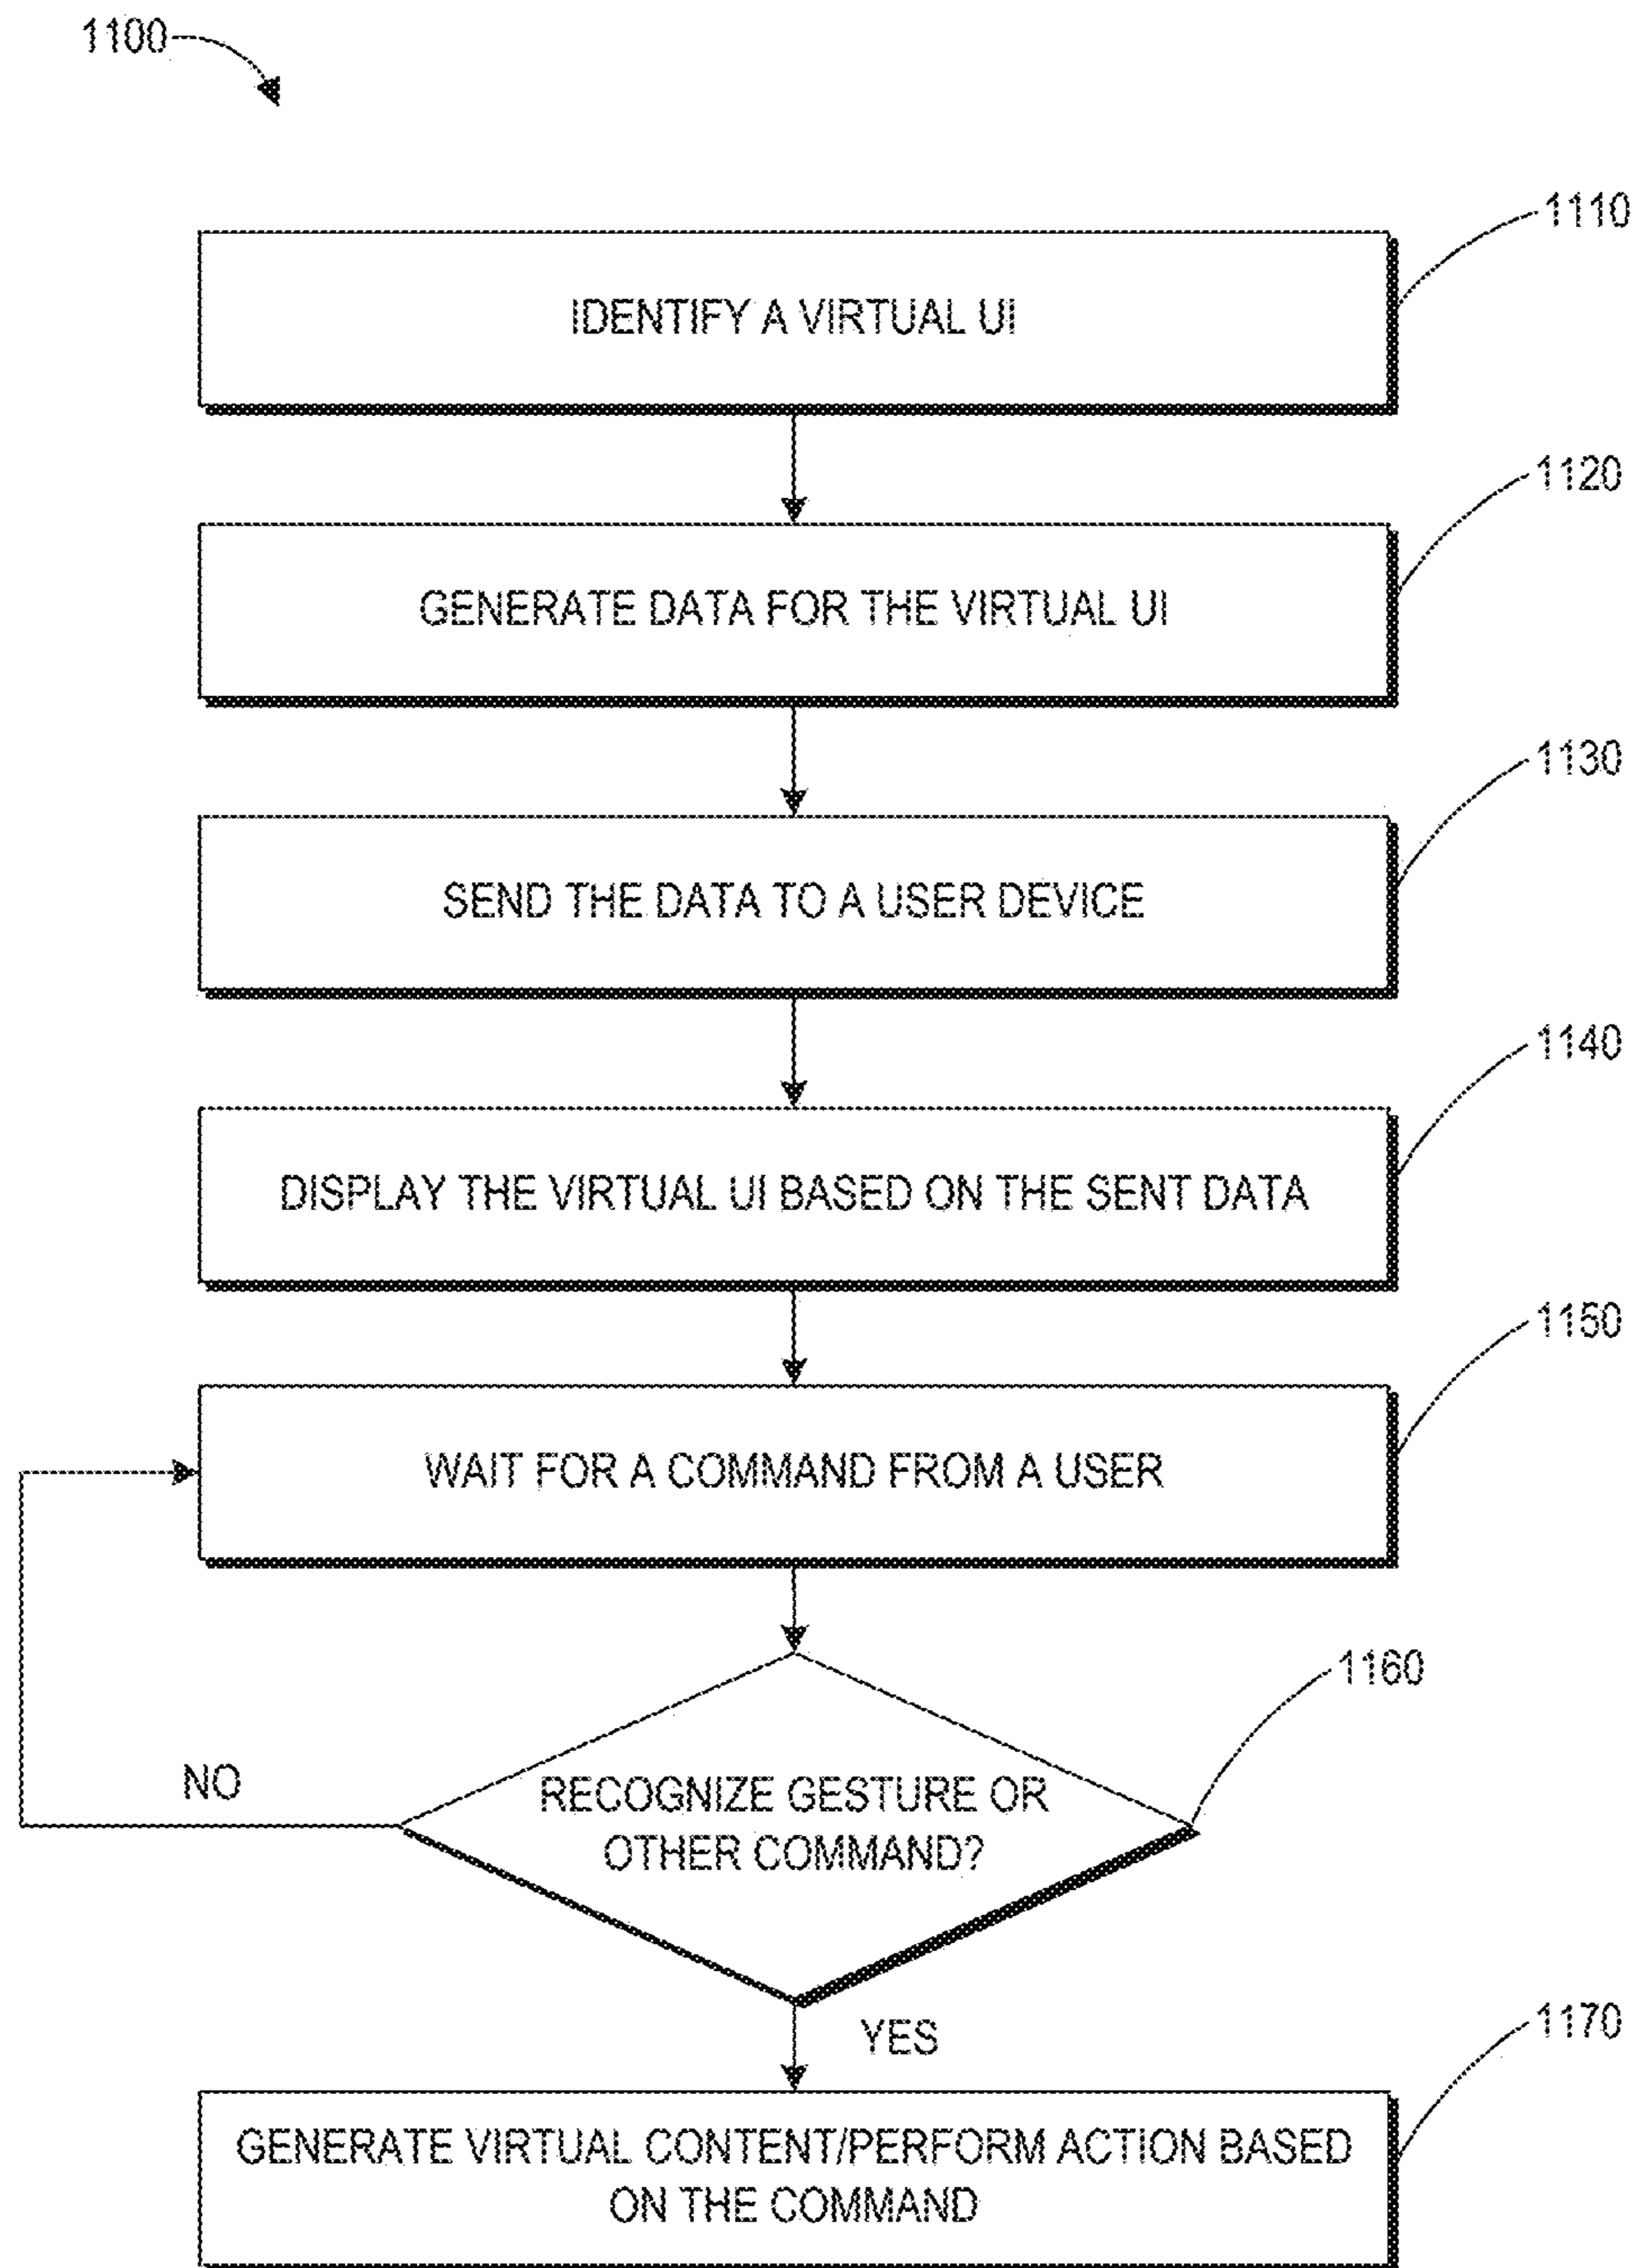 1100
1110
IDENTIFY A VIRTUAL UI
1120
GENERATE DATA FOR THE VIRTUAL UI
1130
SEND THE DATA TO A USER DEVICE
1140
DISPLAY THE VIRTUAL UI BASED ON THE SENT DATA
1150
WAIT FOR A COMMAND FROM A USER
1160
NO
RECOGNIZE GESTURE OR
OTHER COMMAND?
YES
1170
GENERATE VIRTUAL CONTENT/PERFORM ACTION BASED
ON THE COMMAND